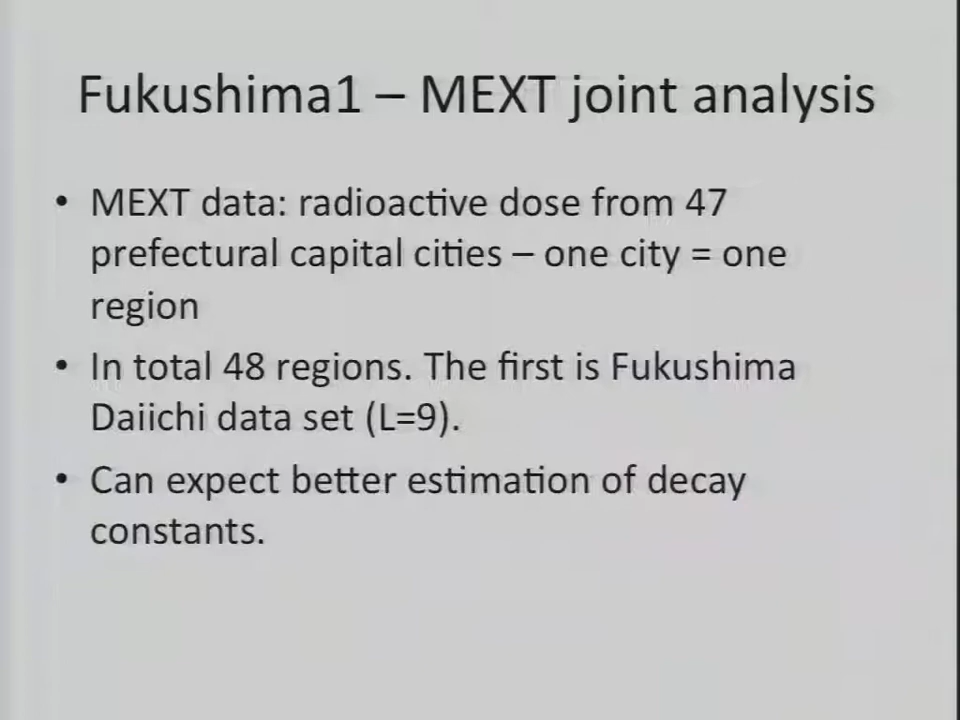 Fukushima1 – MEXT joint analysis
• MEXT data: radioactive dose from 47
prefectural capital cities – one city = one
region
• In total 48 regions. The first is Fukushima
Daiichi data set (L=9).
• Can expect better estimation of decay
constants.